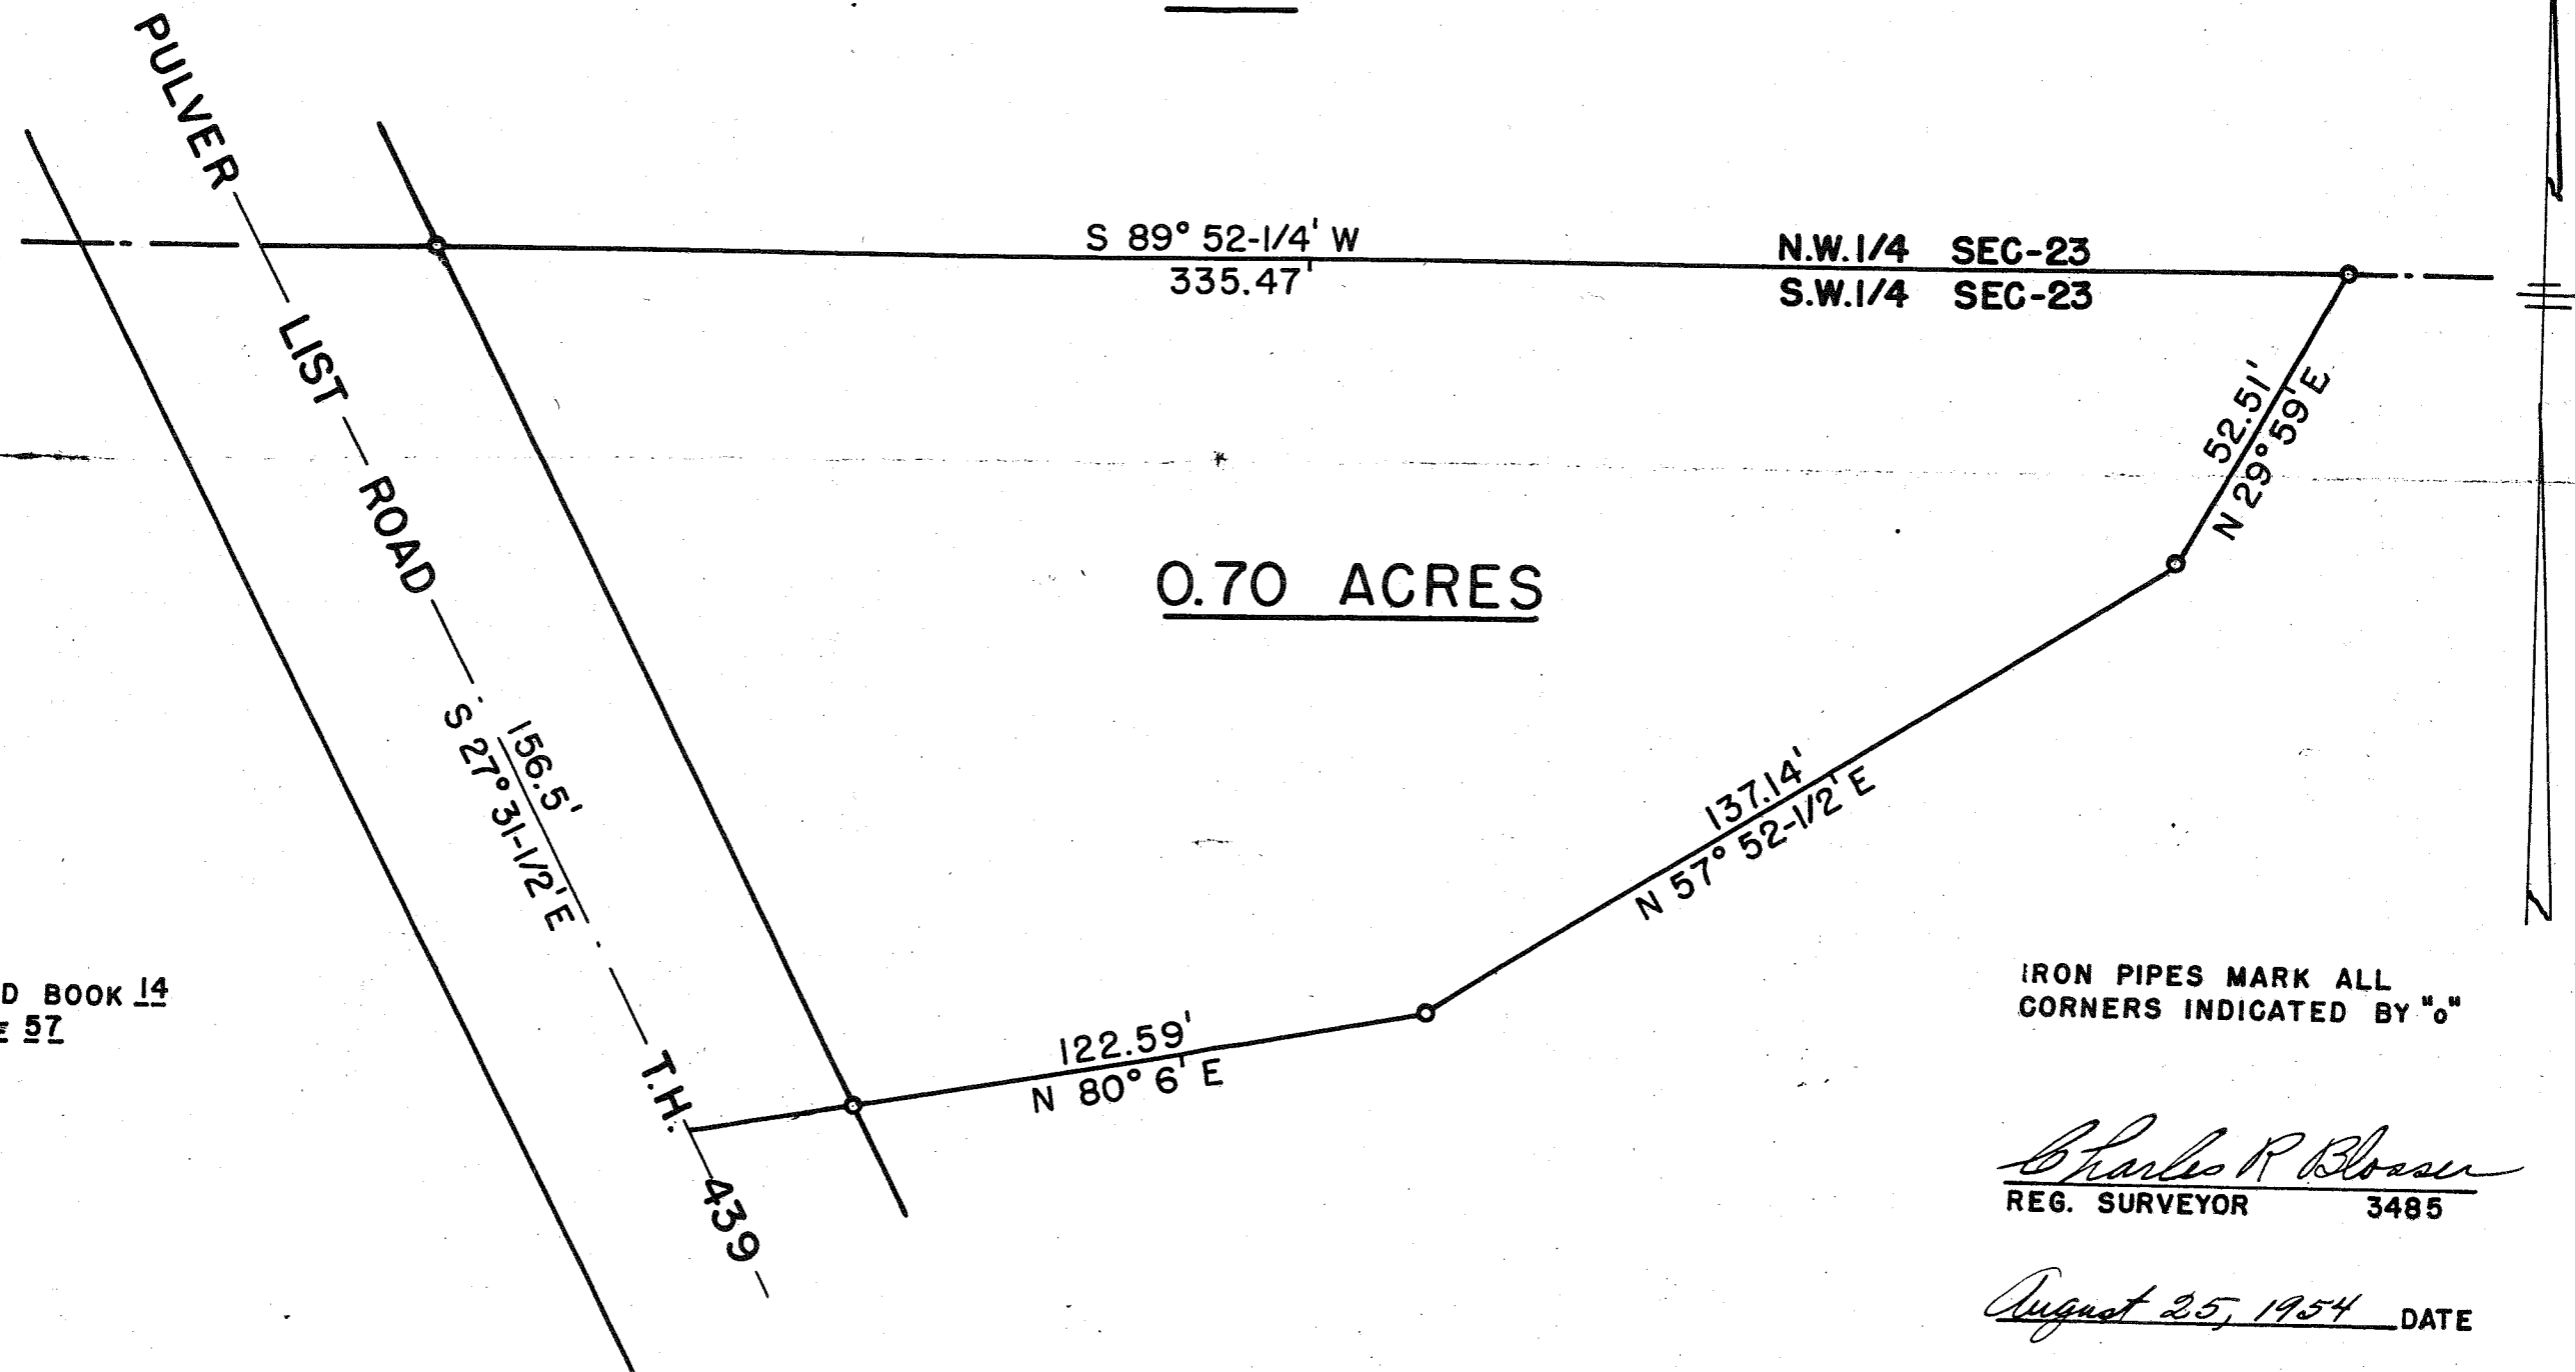 PULVER LIST ROAD T.H. 439
S 89° 52-1/4' W
335.47'
N.W.1/4 SEC-23
S.W.1/4 SEC-23
52.51'
N 29° 59' E
0.70 ACRES
156.5'
S 27° 31-1/2' E
137.14'
N 57° 52-1/2' E
122.59'
N 80° 6' E
D BOOK 14
E 57
IRON PIPES MARK ALL
CORNERS INDICATED BY "o"
Charles R Blosser
REG. SURVEYOR 3485
August 25, 1954 DATE